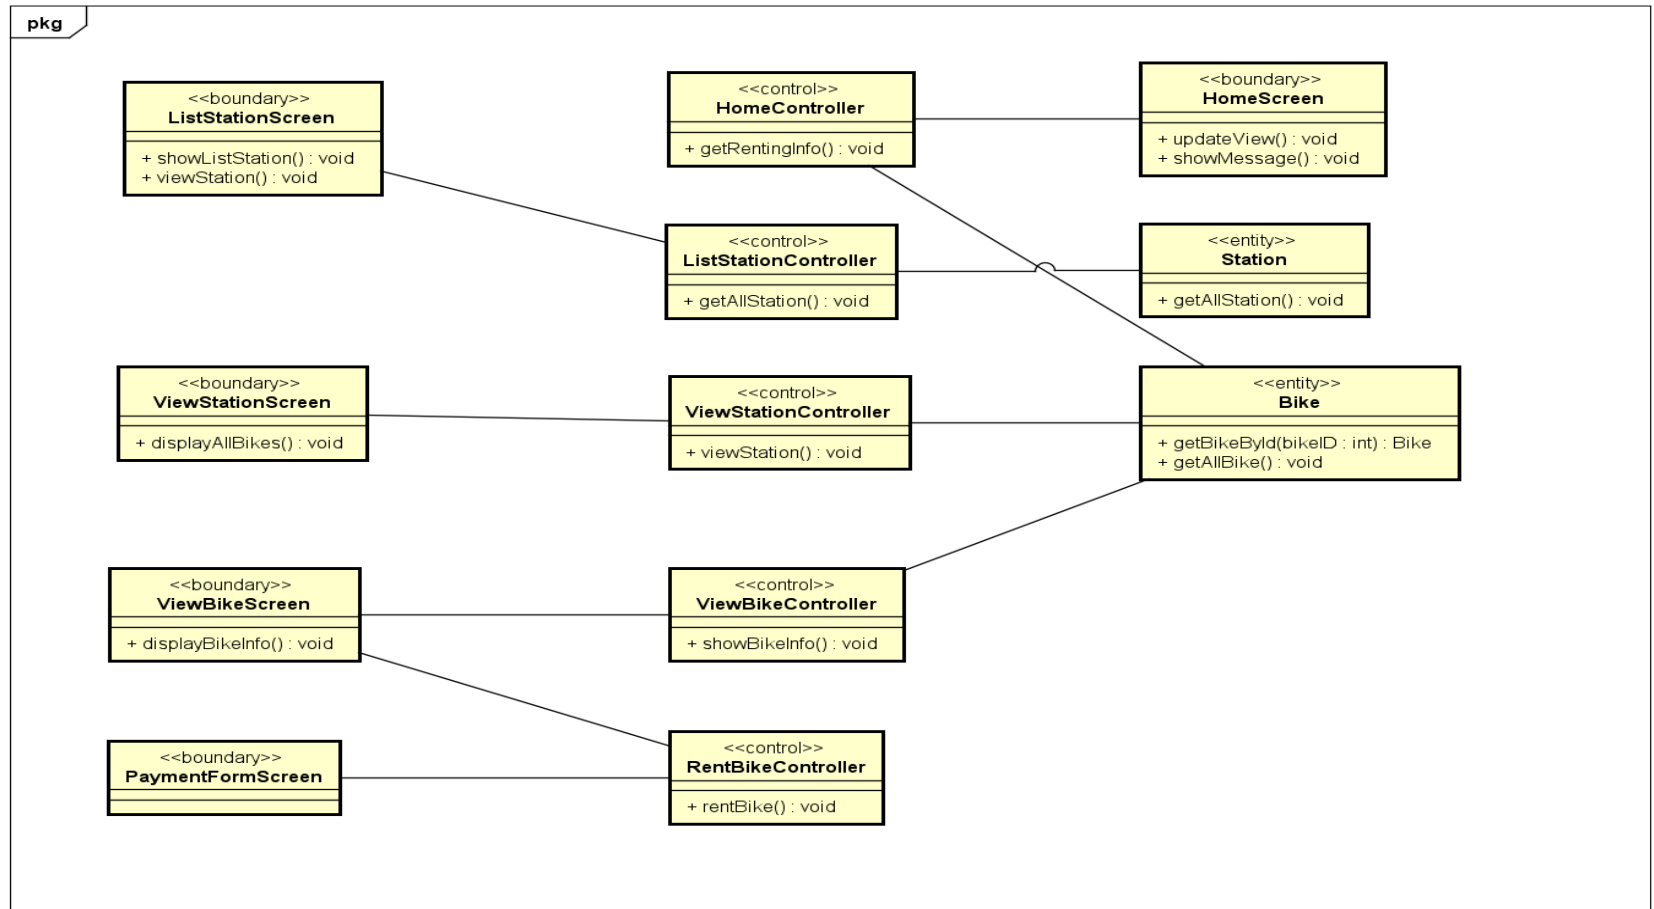 pkg
<<boundary>>
ListStationScreen
+ showListStation() : void
+ viewStation() : void
<<control>>
HomeController
+ getRentingInfo() : void
<<boundary>>
HomeScreen
+ updateView() : void
+ showMessage() : void
<<control>>
ListStationController
+ getAllStation() : void
<<entity>>
Station
+ getAllStation() : void
<<boundary>>
ViewStationScreen
+ displayAllBikes() : void
<<control>>
ViewStationController
+ viewStation() : void
<<entity>>
Bike
+ getBikeById(bikeID : int) : Bike
+ getAllBike() : void
<<boundary>>
ViewBikeScreen
+ displayBikeInfo() : void
<<control>>
ViewBikeController
+ showBikeInfo() : void
<<boundary>>
PaymentFormScreen
<<control>>
RentBikeController
+ rentBike() : void